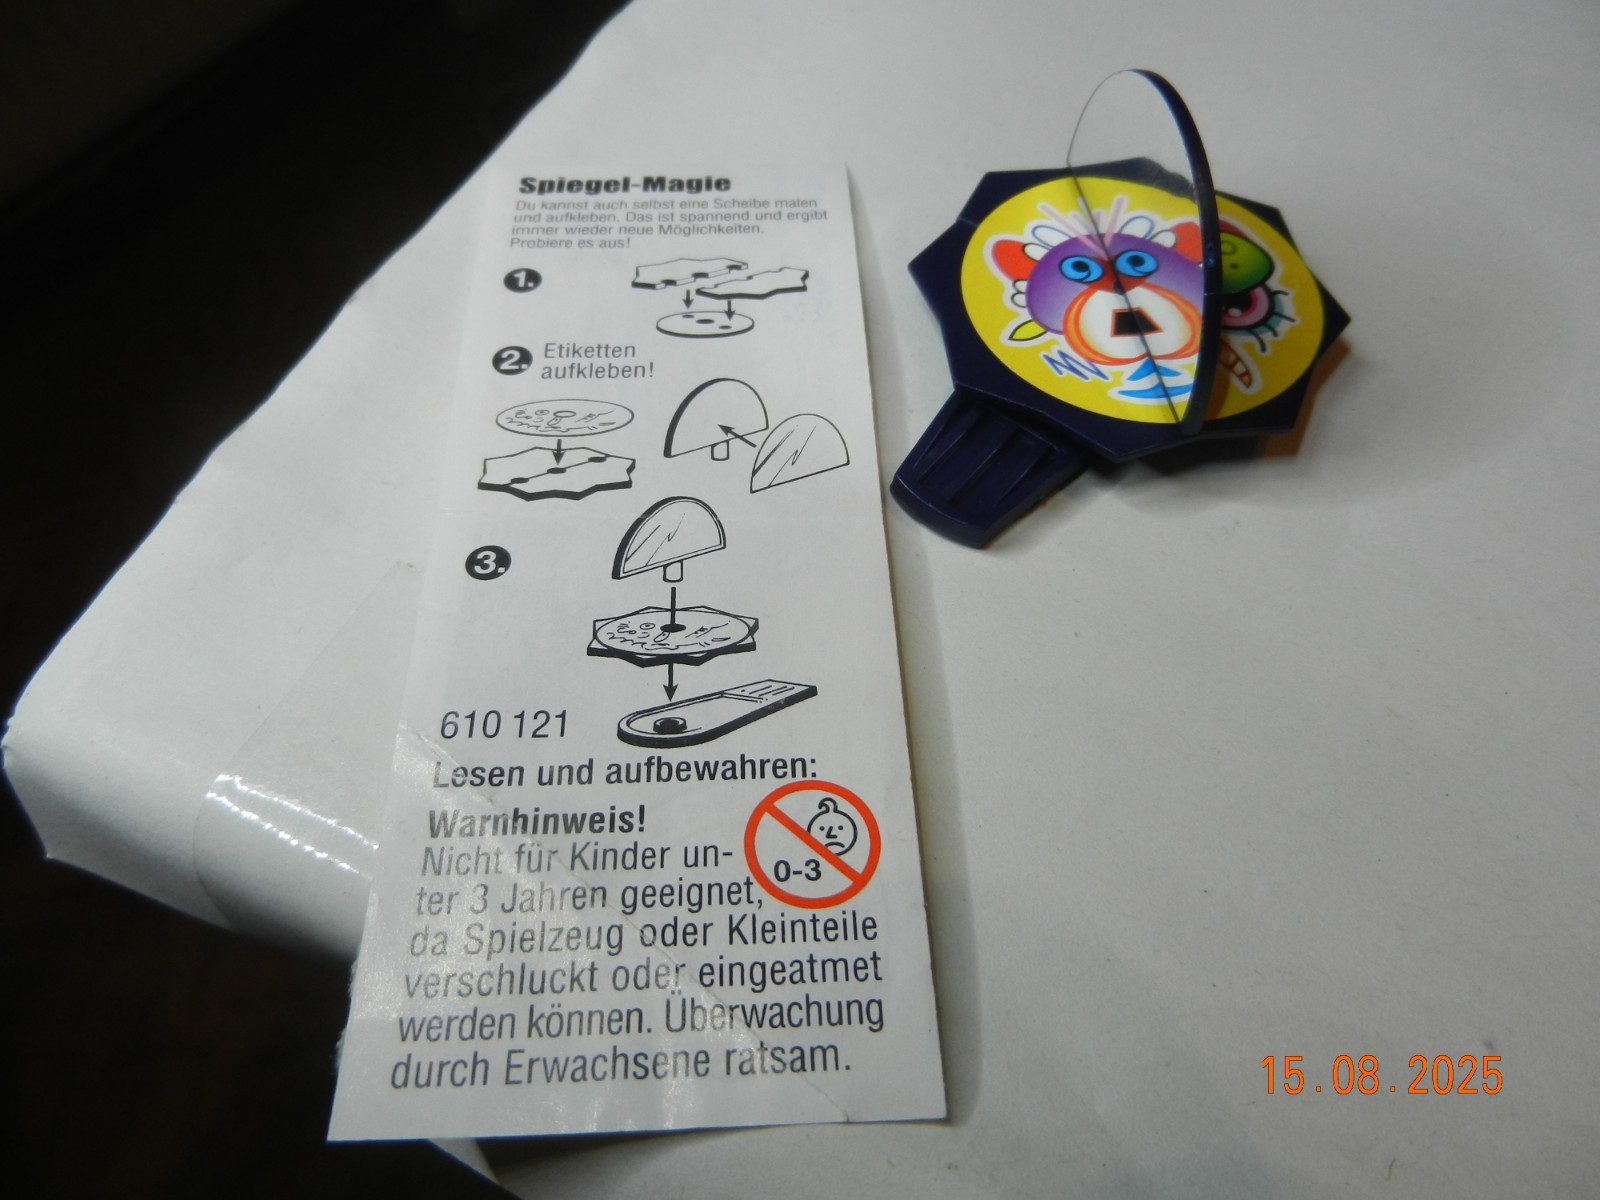 Spiegel-Magie
Du kannst auch selbst eine Scheibe malen
und aufkleben. Das ist spannend und ergibt
immer wieder neue Möglichkeiten.
Probiere es aus!
1.
2. Etiketten
aufkleben!
3.
610 121
Lesen und aufbewahren:
Warnhinweis!
Nicht für Kinder un-
ter 3 Jahren geeignet,
0-3
da Spielzeug oder Kleinteile
verschluckt oder eingeatmet
werden können. Überwachung
durch Erwachsene ratsam.
15.08.2025